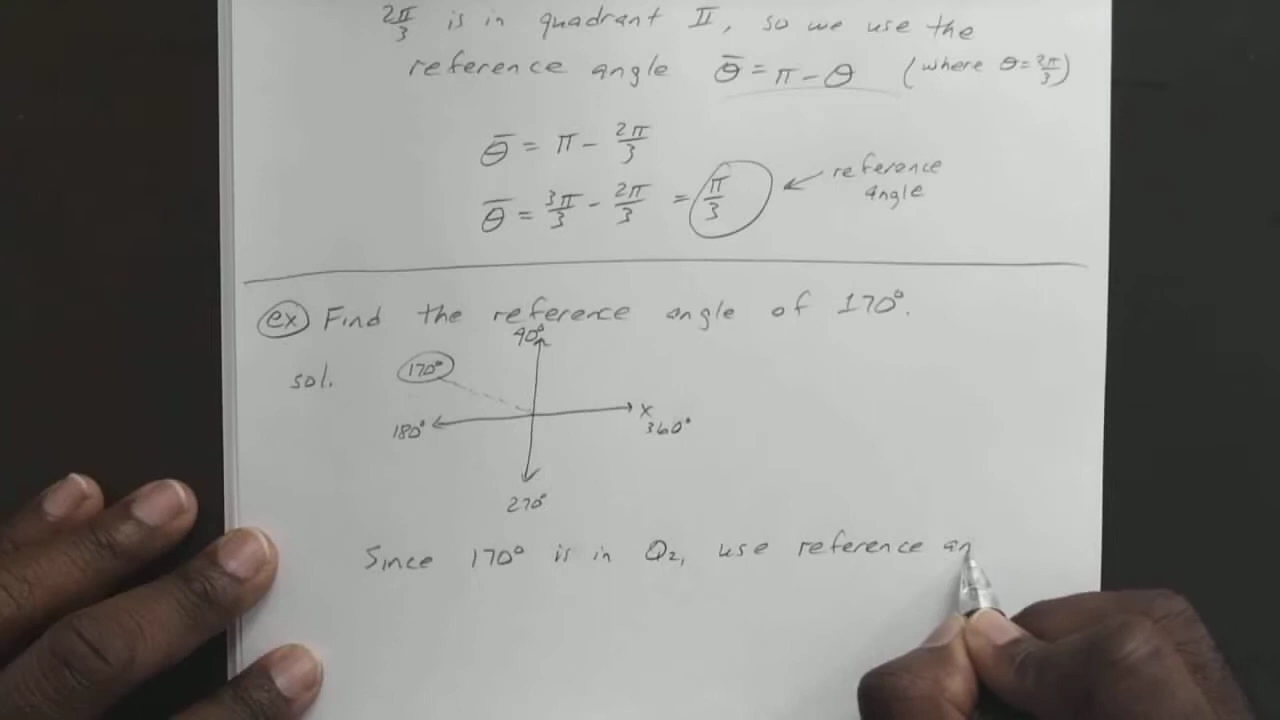 2π/3 is in quadrant II, so we use the
reference angle θ̄ = π - θ (where θ = 2π/3)
θ̄ = π - 2π/3
θ̄ = 3π/3 - 2π/3 = π/3 reference angle
ex Find the reference angle of 170°.
90°
sol. 170°
180° x
360°
270°
Since 170° is in Q₂, use reference an